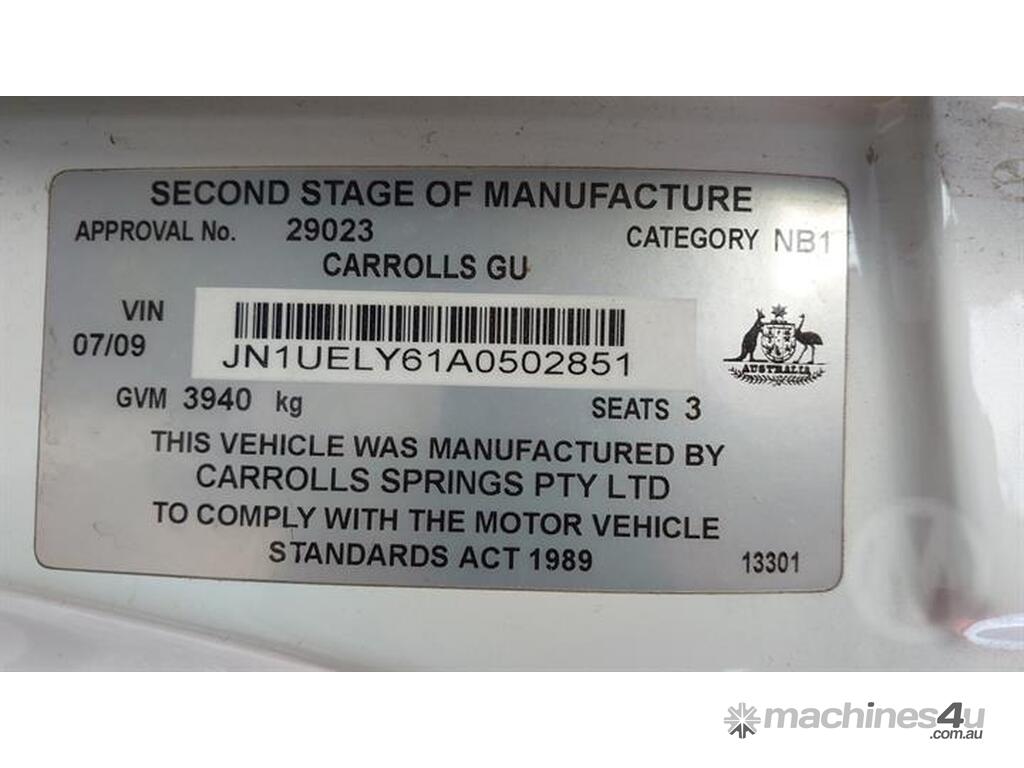 SECOND STAGE OF MANUFACTURE
APPROVAL No. 29023 CATEGORY NB1
CARROLLS GU
VIN
07/09 JN1UELY61A0502851
AUSTRALIA
GVM 3940 kg SEATS 3
THIS VEHICLE WAS MANUFACTURED BY
CARROLLS SPRINGS PTY LTD
TO COMPLY WITH THE MOTOR VEHICLE
STANDARDS ACT 1989 13301
machines4u
.com.au